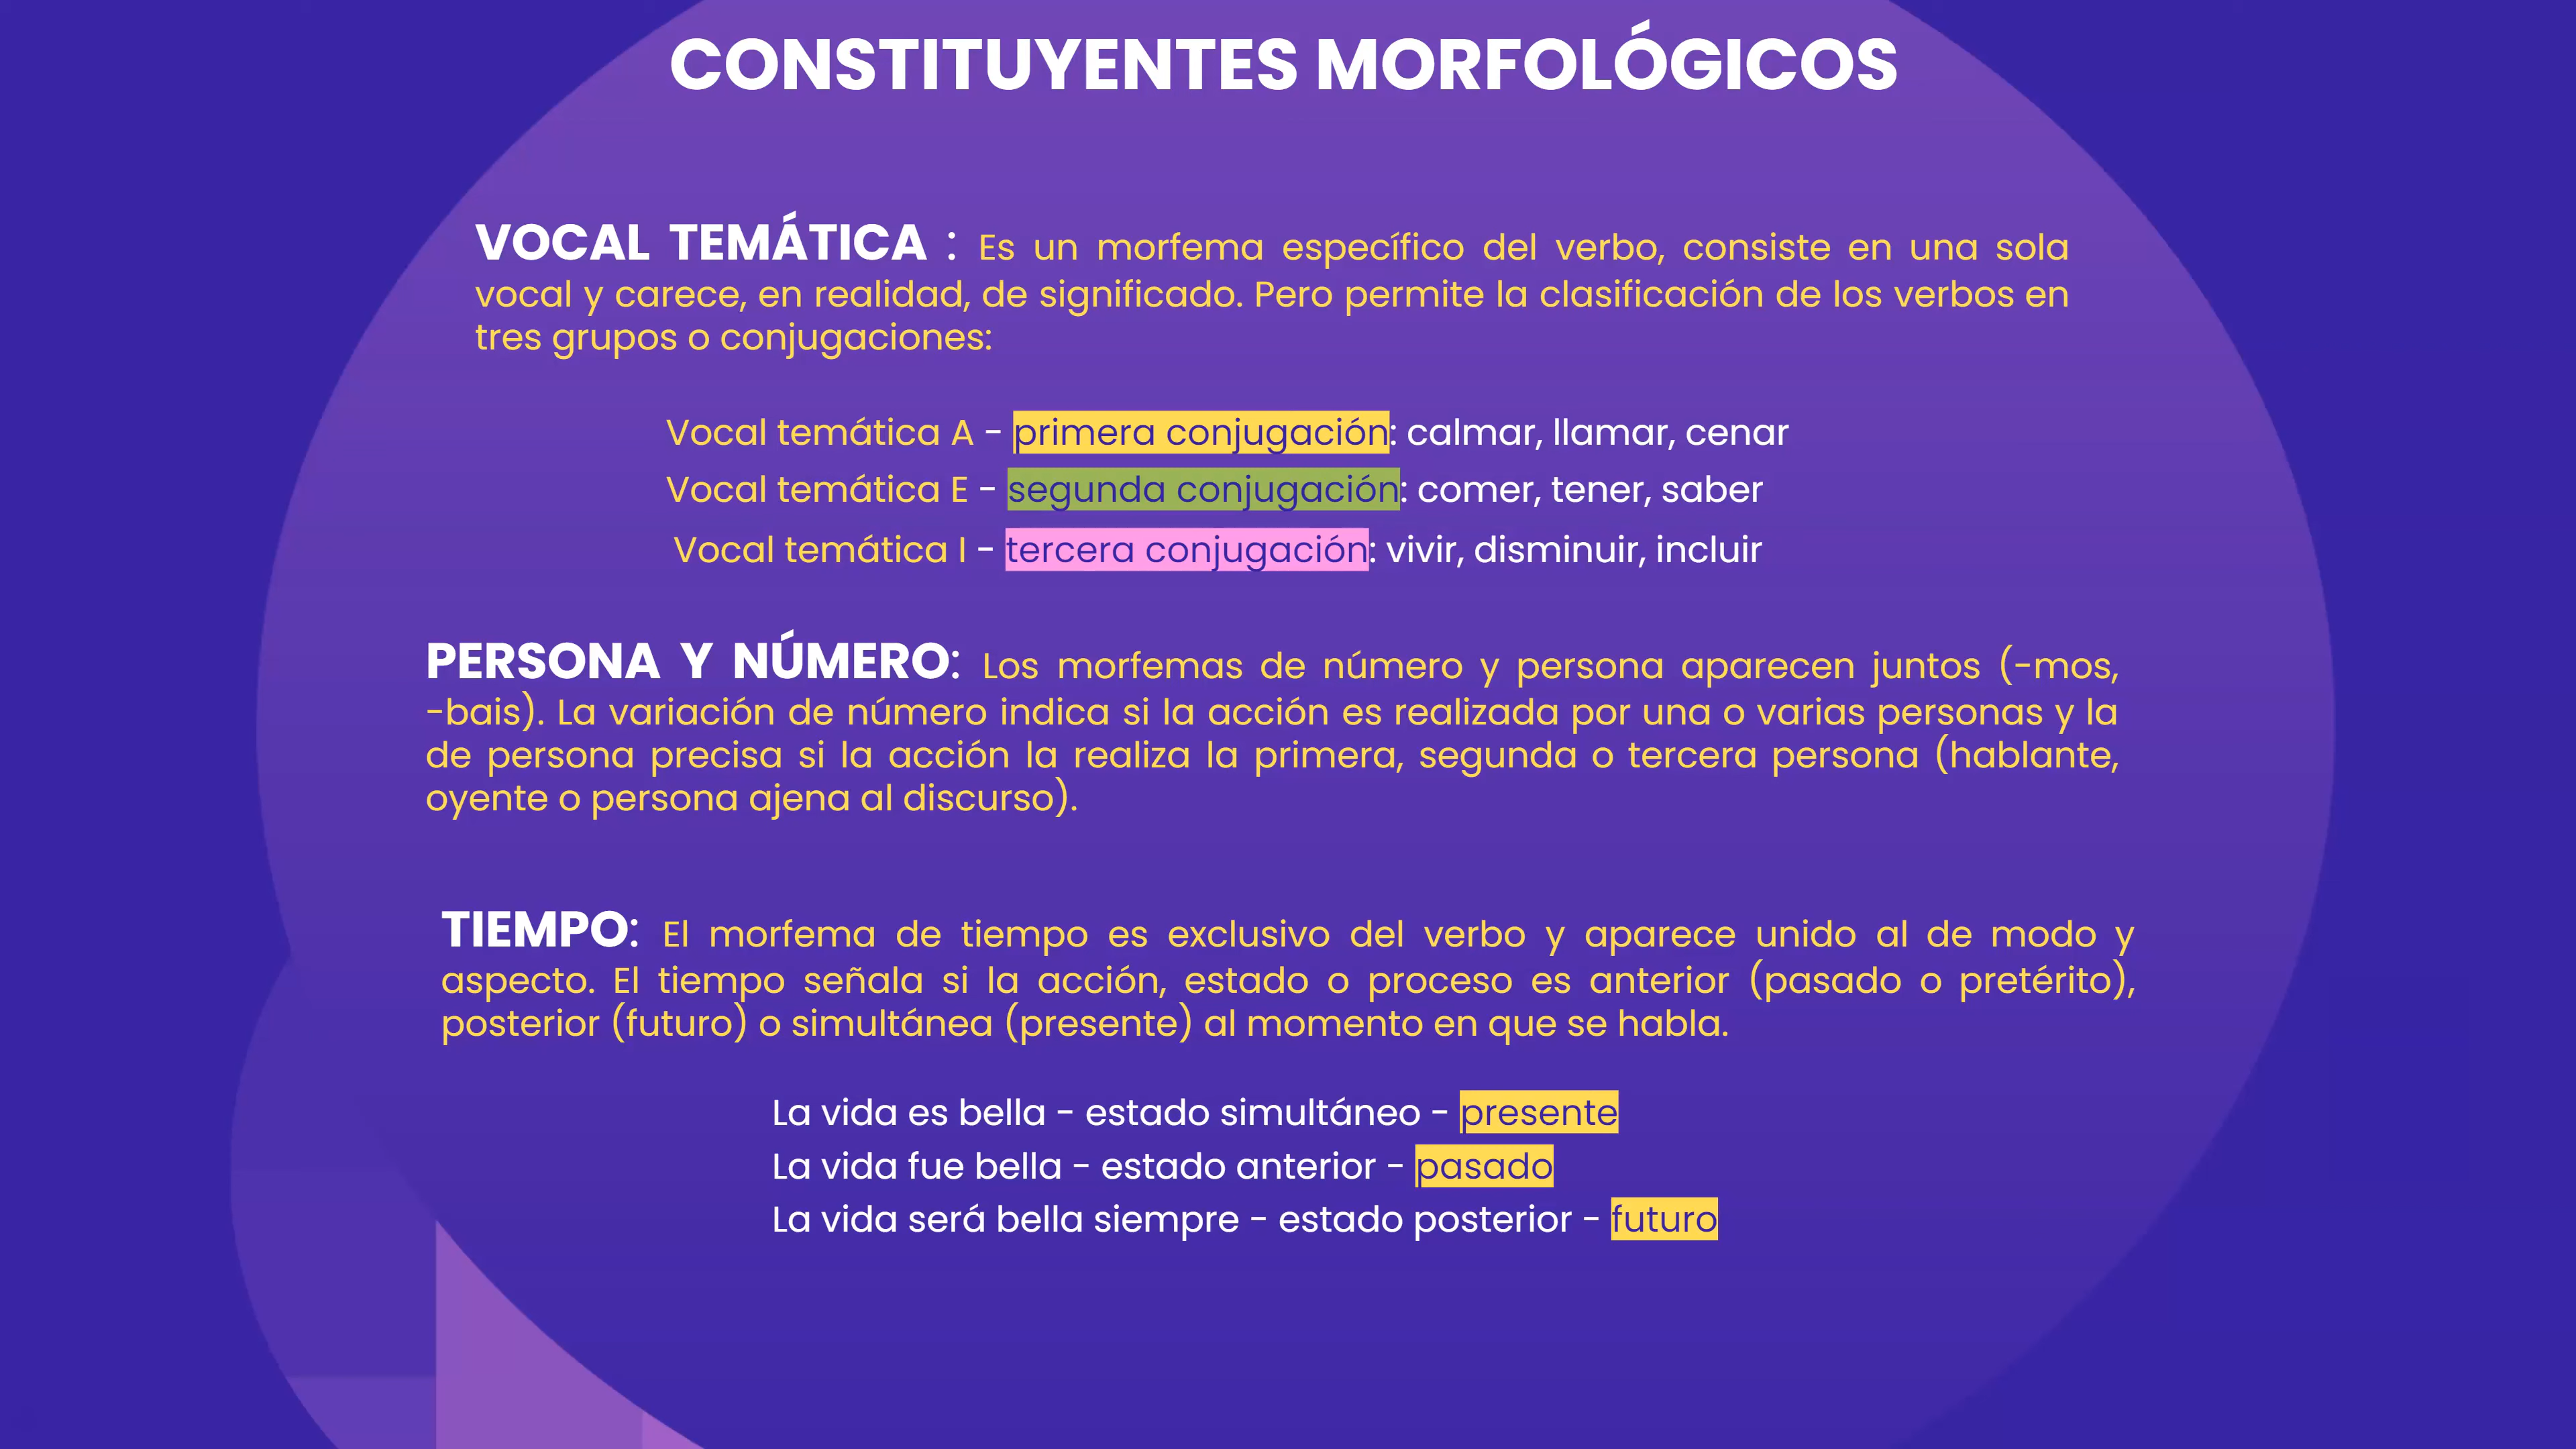 CONSTITUYENTES MORFOLÓGICOS
VOCAL TEMÁTICA : Es un morfema específico del verbo, consiste en una sola
vocal y carece, en realidad, de significado. Pero permite la clasificación de los verbos en
tres grupos o conjugaciones:
Vocal temática A - primera conjugación: calmar, llamar, cenar
Vocal temática E - segunda conjugación: comer, tener, saber
Vocal temática I - tercera conjugación: vivir, disminuir, incluir
PERSONA Y NÚMERO: Los morfemas de número y persona aparecen juntos (-mos,
-bais). La variación de número indica si la acción es realizada por una o varias personas y la
de persona precisa si la acción la realiza la primera, segunda o tercera persona (hablante,
oyente o persona ajena al discurso).
TIEMPO: El morfema de tiempo es exclusivo del verbo y aparece unido al de modo y
aspecto. El tiempo señala si la acción, estado o proceso es anterior (pasado o pretérito),
posterior (futuro) o simultánea (presente) al momento en que se habla.
La vida es bella - estado simultáneo - presente
La vida fue bella - estado anterior - pasado
La vida será bella siempre - estado posterior - futuro